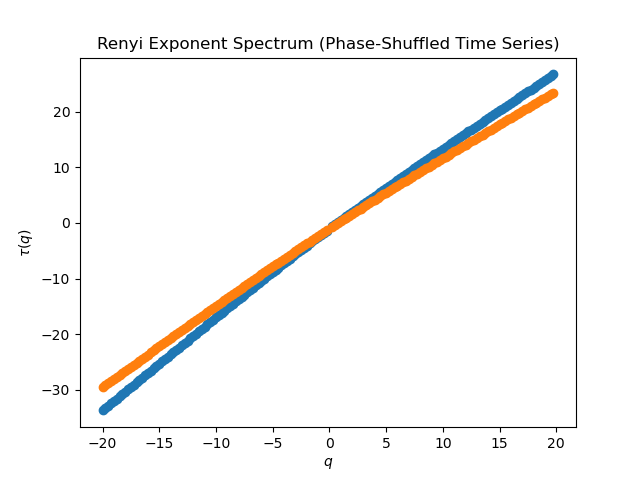 Renyi Exponent Spectrum (Phase-Shuffled Time Series)
τ(q)
20
10
0
−10
−20
−30
−20 −15 −10 −5 0 5 10 15 20
q